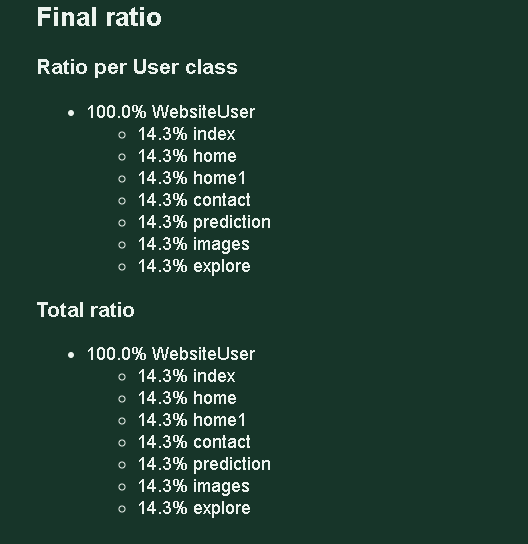 Final ratio
Ratio per User class
100.0% WebsiteUser
14.3% index
14.3% home
14.3% home1
14.3% contact
14.3% prediction
14.3% images
14.3% explore
Total ratio
100.0% WebsiteUser
14.3% index
14.3% home
14.3% home1
14.3% contact
14.3% prediction
14.3% images
14.3% explore